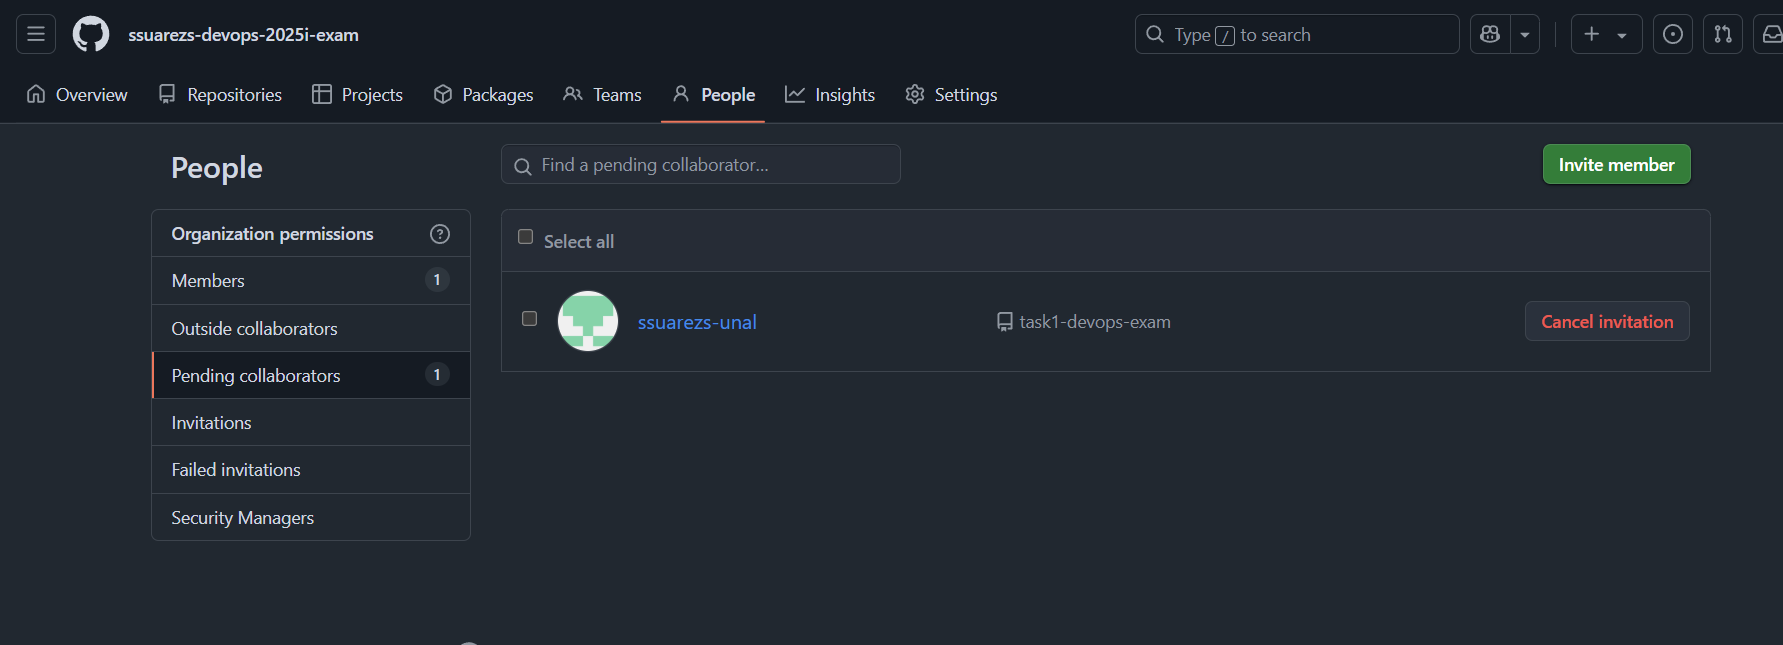 ssuarezs-devops-2025i-exam
Type / to search
Overview
Repositories
Projects
Packages
Teams
People
Insights
Settings
People
Find a pending collaborator...
Invite member
Organization permissions
Members 1
Outside collaborators
Pending collaborators 1
Invitations
Failed invitations
Security Managers
Select all
ssuarezs-unal
task1-devops-exam
Cancel invitation